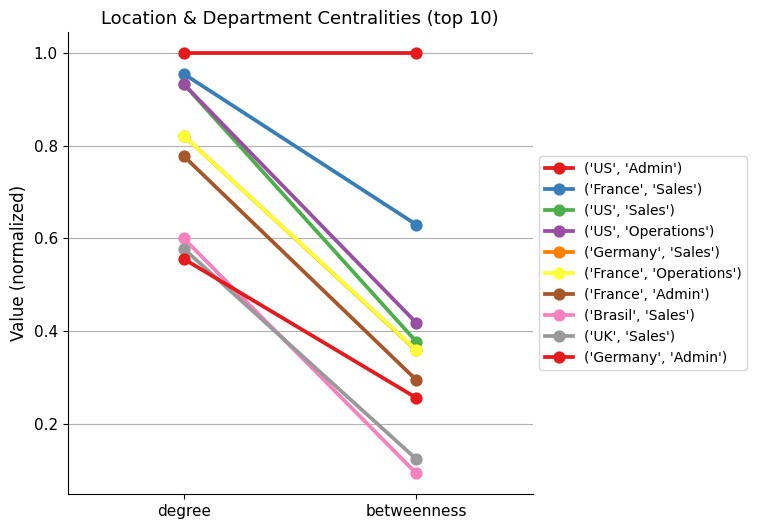 Location & Department Centralities (top 10)
Value (normalized)
1.0
0.8
0.6
0.4
0.2
degree
betweenness
('US', 'Admin')
('France', 'Sales')
('US', 'Sales')
('US', 'Operations')
('Germany', 'Sales')
('France', 'Operations')
('France', 'Admin')
('Brasil', 'Sales')
('UK', 'Sales')
('Germany', 'Admin')